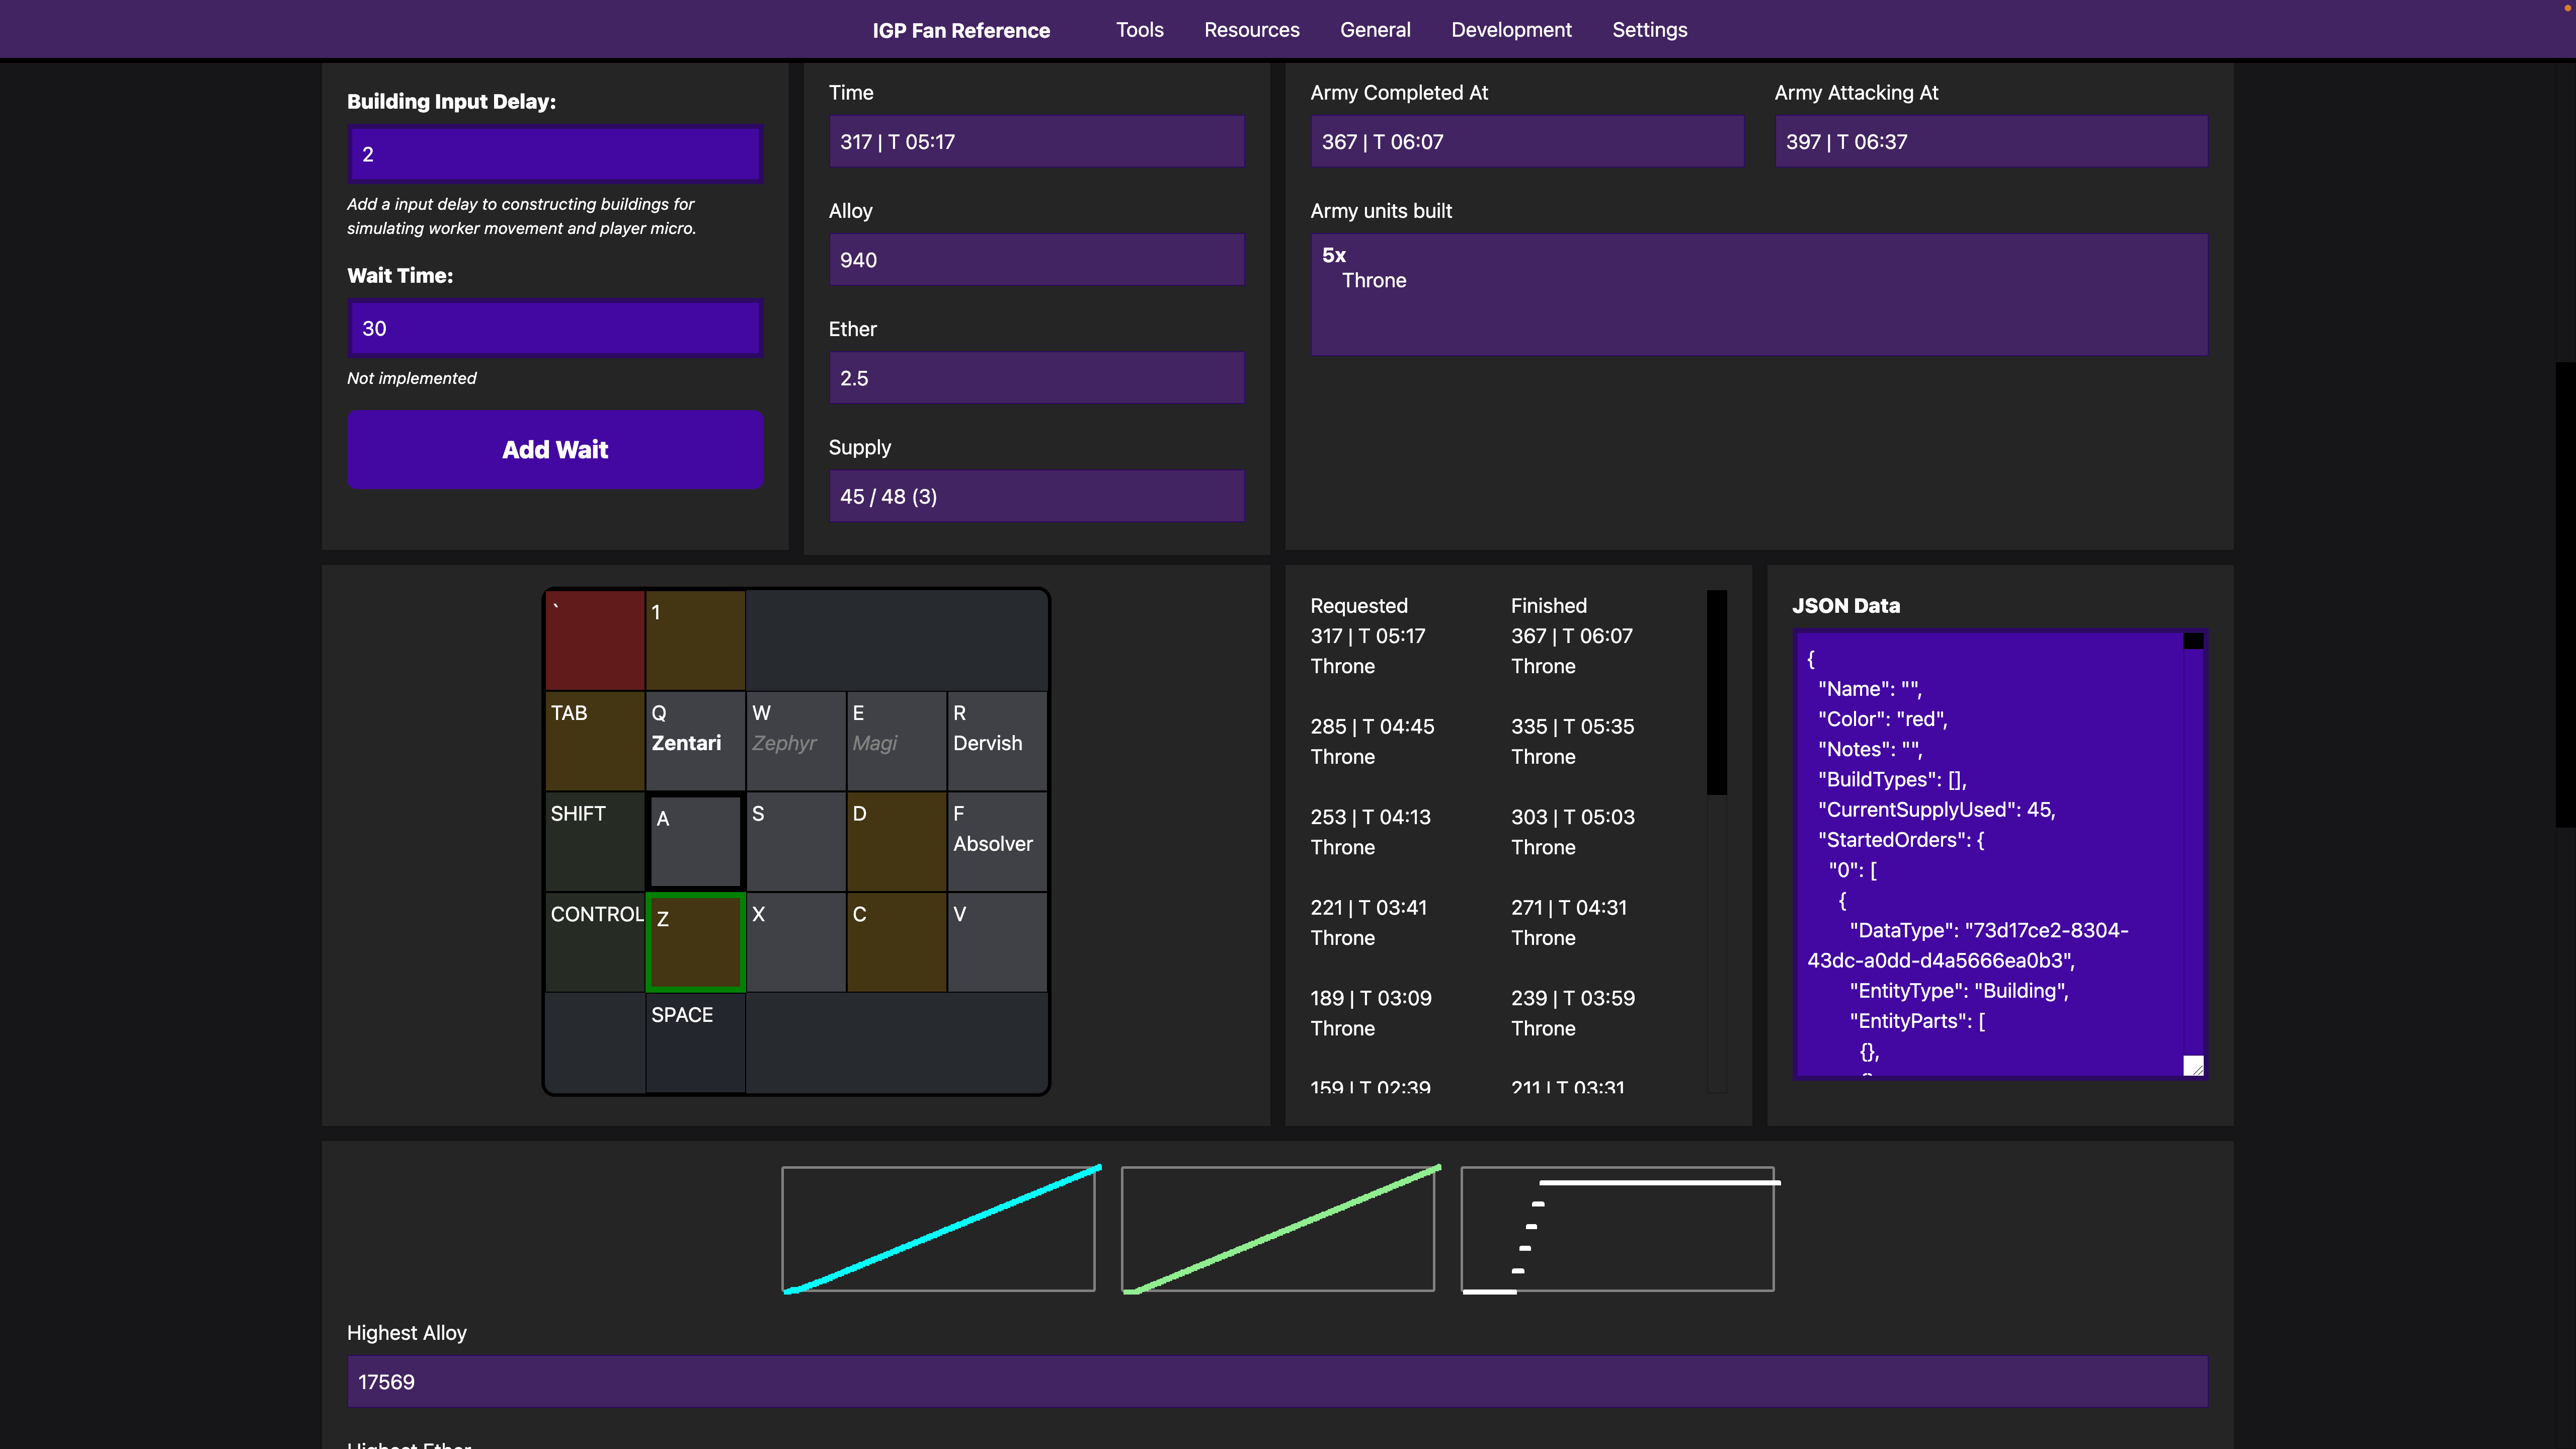 IGP Fan Reference
Tools
Resources
General
Development
Settings
Building Input Delay:
2
Add a input delay to constructing buildings for
simulating worker movement and player micro.
Wait Time:
30
Not implemented
Add Wait
Time
317 | T 05:17
Alloy
940
Ether
2.5
Supply
45 / 48 (3)
Army Completed At
367 | T 06:07
Army Attacking At
397 | T 06:37
Army units built
5x
Throne
`
1
TAB
Q
Zentari
W
Zephyr
E
Magi
R
Dervish
SHIFT
A
S
D
F
Absolver
CONTROL
Z
X
C
V
SPACE
Requested
Finished
317 | T 05:17
367 | T 06:07
Throne
Throne
285 | T 04:45
335 | T 05:35
Throne
Throne
253 | T 04:13
303 | T 05:03
Throne
Throne
221 | T 03:41
271 | T 04:31
Throne
Throne
189 | T 03:09
239 | T 03:59
Throne
Throne
159 | T 02:39
211 | T 03:31
JSON Data
{
"Name": "",
"Color": "red",
"Notes": "",
"BuildTypes": [],
"CurrentSupplyUsed": 45,
"StartedOrders": {
"0": [
{
"DataType": "73d17ce2-8304-
43dc-a0dd-d4a5666ea0b3",
"EntityType": "Building",
"EntityParts": [
{},
Highest Alloy
17569
Highest Ether